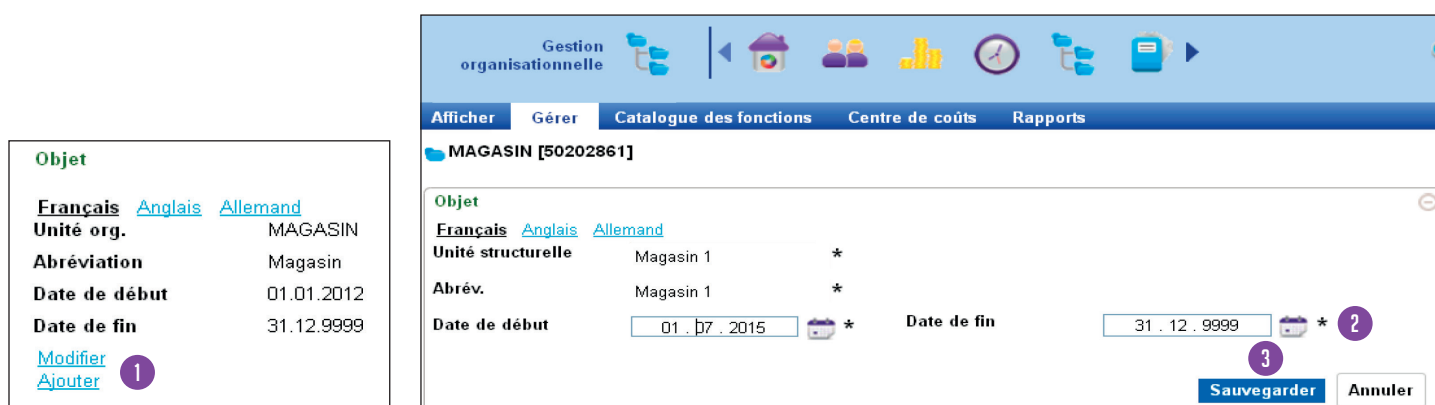 Objet
Français Anglais Allemand
Unité org. MAGASIN
Abréviation Magasin
Date de début 01.01.2012
Date de fin 31.12.9999
Modifier
Ajouter
1
Gestion
organisationnelle
Afficher Gérer Catalogue des fonctions Centre de coûts Rapports
MAGASIN [50202861]
Objet
Français Anglais Allemand
Unité structurelle Magasin 1 *
Abrév. Magasin 1 *
Date de début 01 . 07 . 2015 * Date de fin 31 . 12 . 9999 * 2
3
Sauvegarder Annuler